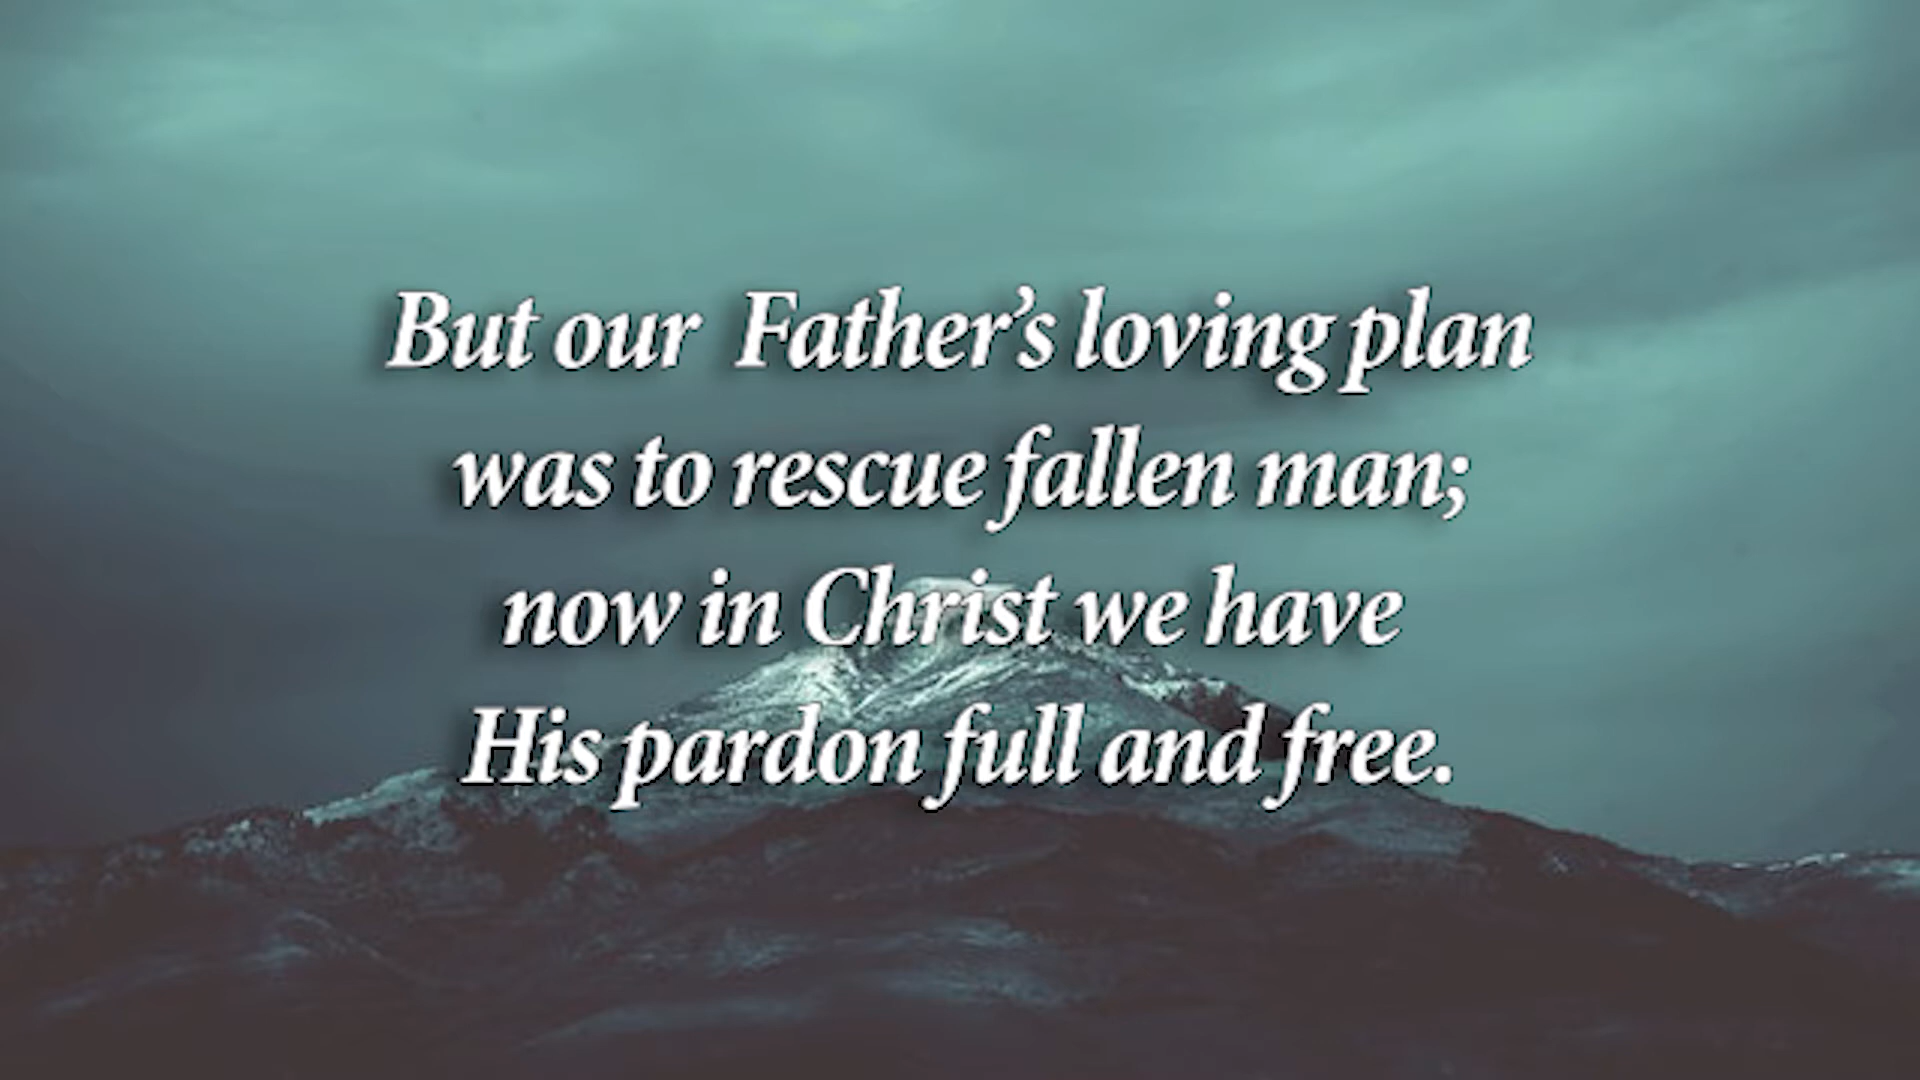 But our Father’s loving plan
was to rescue fallen man;
now in Christ we have
His pardon full and free.